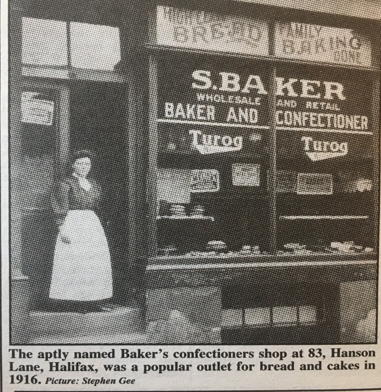 HIGH CLASS
BREAD
FAMILY
BAKING
DONE
S.BAKER
WHOLESALE AND RETAIL
BAKER AND CONFECTIONER
Turog
Turog
The aptly named Baker's confectioners shop at 83, Hanson
Lane, Halifax, was a popular outlet for bread and cakes in
1916. Picture: Stephen Gee